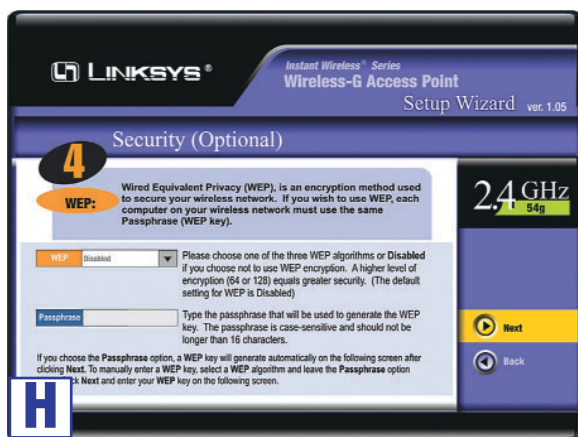 LINKSYS®
Instant Wireless® Series
Wireless-G Access Point
Setup Wizard ver. 1.05
Security (Optional)
4
WEP:
Wired Equivalent Privacy (WEP), is an encryption method used
to secure your wireless network. If you wish to use WEP, each
computer on your wireless network must use the same
Passphrase (WEP key).
2.4 GHz
54g
WEP Disabled
Please choose one of the three WEP algorithms or Disabled
if you choose not to use WEP encryption. A higher level of
encryption (64 or 128) equals greater security. (The default
setting for WEP is Disabled)
Passphrase
Type the passphrase that will be used to generate the WEP
key. The passphrase is case-sensitive and should not be
longer than 16 characters.
Next
Back
If you choose the Passphrase option, a WEP key will generate automatically on the following screen after
clicking Next. To manually enter a WEP key, select a WEP algorithm and leave the Passphrase option
Next and enter your WEP key on the following screen.
H